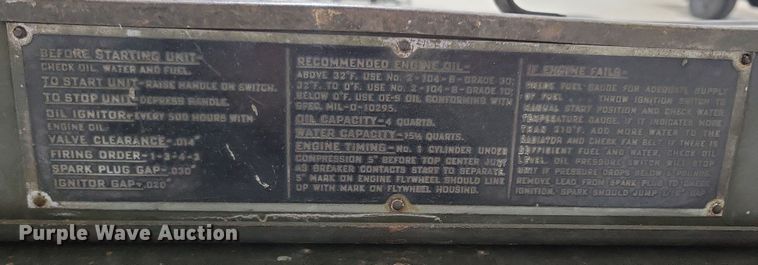 BEFORE STARTING UNIT-
CHECK OIL, WATER AND FUEL.
TO START UNIT-RAISE HANDLE ON SWITCH.
TO STOP UNIT-DEPRESS HANDLE.
OIL IGNITOR-EVERY 500 HOURS WITH
ENGINE OIL.
VALVE CLEARANCE-.014"
FIRING ORDER-1-3-4-2
SPARK PLUG GAP-.030"
IGNITOR GAP-.020"
RECOMMENDED ENGINE OIL-
ABOVE 32°F. USE No. 2-104-B-GRADE 30;
32°F. TO 0°F. USE No. 2-104-B-GRADE 10;
BELOW 0°F. USE OE-S OIL CONFORMING WITH
SPEC. MIL-O-10295.
OIL CAPACITY-4 QUARTS.
WATER CAPACITY-15½ QUARTS.
ENGINE TIMING-No. 1 CYLINDER UNDER
COMPRESSION 5° BEFORE TOP CENTER JUST
AS BREAKER CONTACTS START TO SEPARATE.
5° MARK ON ENGINE FLYWHEEL SHOULD LINE
UP WITH MARK ON FLYWHEEL HOUSING.
IF ENGINE FAILS-
FUEL GAUGE FOR ADEQUATE SUPPLY
OF FUEL. THROW IGNITION SWITCH TO
MANUAL START POSITION AND CHECK WATER
TEMPERATURE GAUGE. IF IT INDICATES MORE
THAN 210°F. ADD MORE WATER TO THE
RADIATOR AND CHECK FAN BELT. IF THERE IS
SUFFICIENT FUEL AND WATER, CHECK OIL
LEVEL. OIL PRESSURE SWITCH WILL STOP
UNIT IF PRESSURE DROPS BELOW POUNDS.
REMOVE LEAD FROM SPARK PLUG TO CHECK
IGNITION. SPARK SHOULD JUMP
Purple Wave Auction